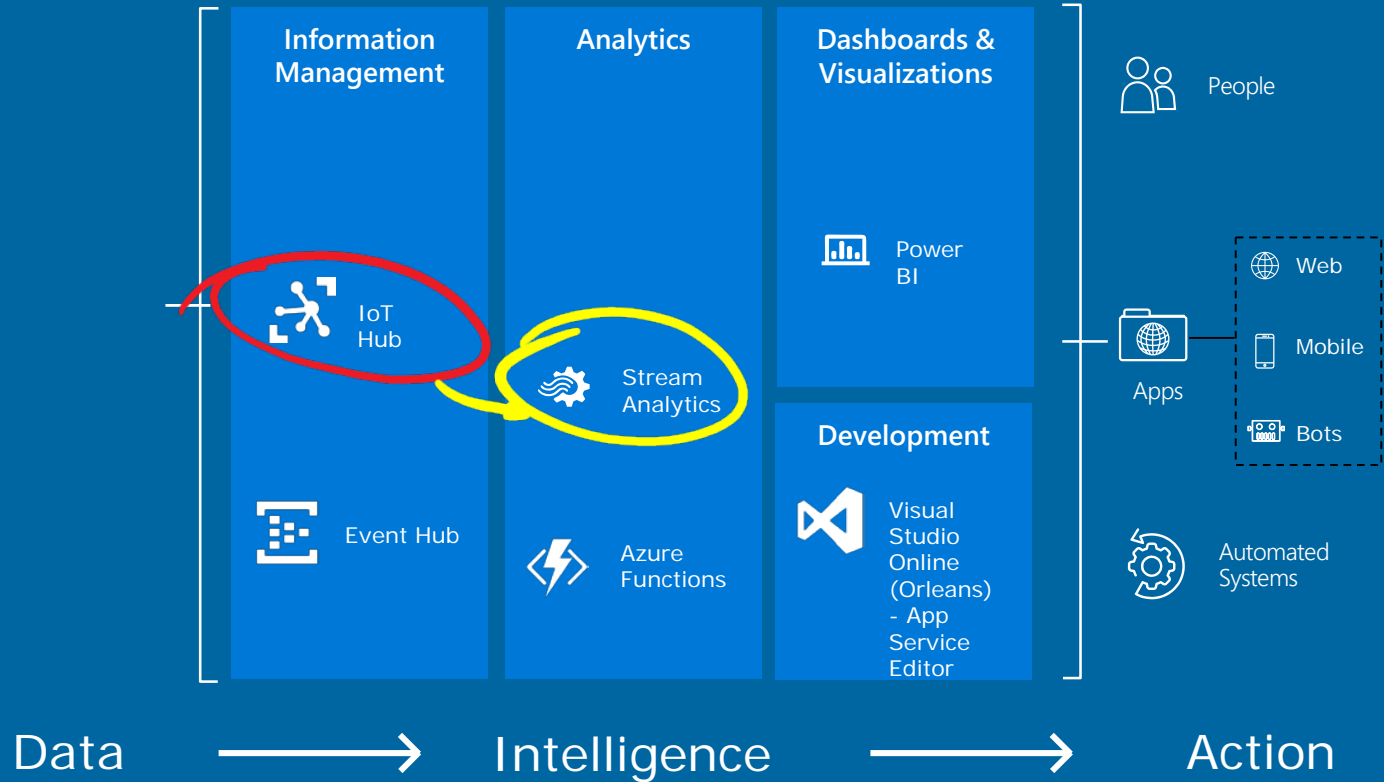 Information
Management
IoT
Hub
Event Hub
Analytics
Stream
Analytics
Azure
Functions
Dashboards &
Visualizations
Power
BI
Development
Visual
Studio
Online
(Orleans)
- App
Service
Editor
People
Apps
Web
Mobile
Bots
Automated
Systems
Data
Intelligence
Action